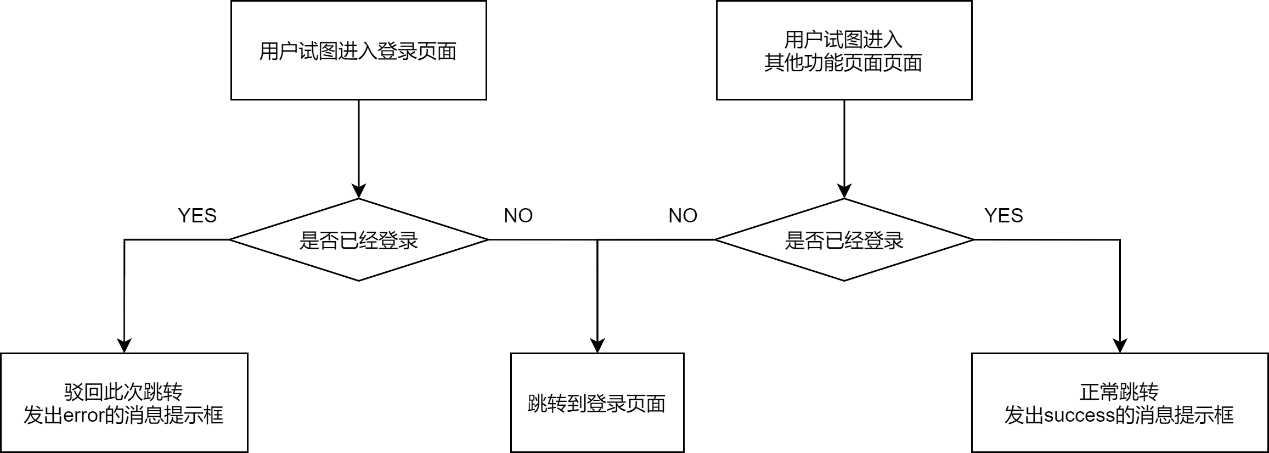 用户试图进入登录页面
用户试图进入
其他功能页面页面
YES
NO
NO
YES
是否已经登录
是否已经登录
驳回此次跳转
发出error的消息提示框
跳转到登录页面
正常跳转
发出success的消息提示框